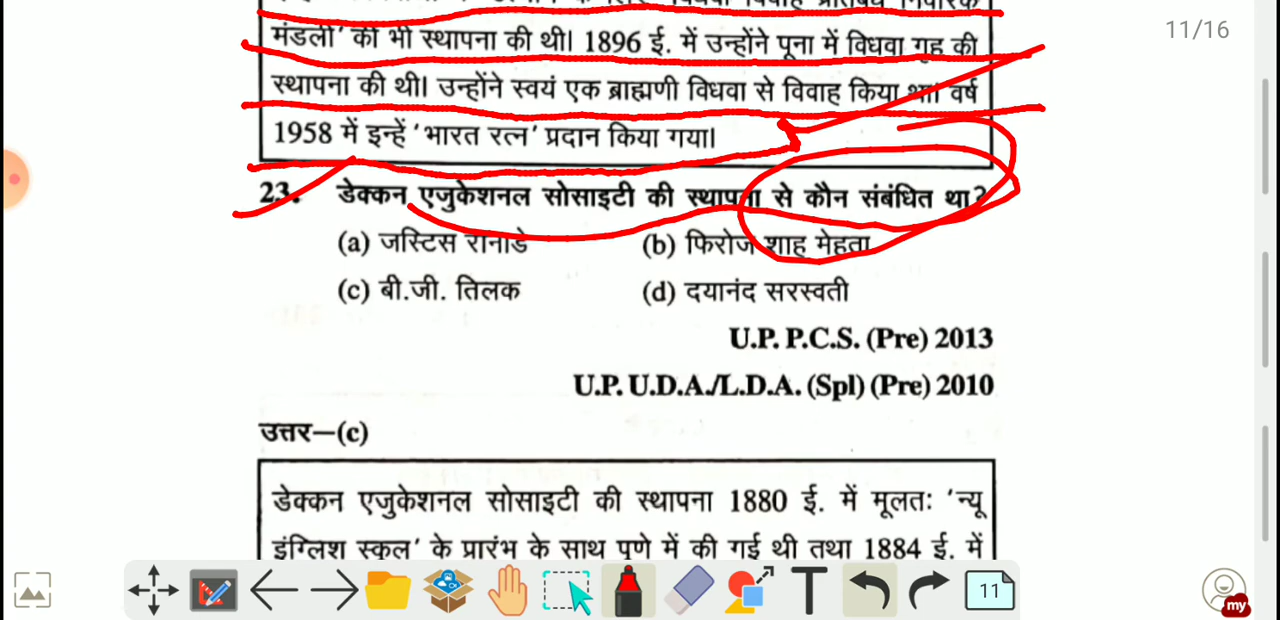 11/16
मंडली' की भी स्थापना की थी। 1896 ई. में उन्होंने पूना में विधवा गृह की
स्थापना की थी। उन्होंने स्वयं एक ब्राह्मणी विधवा से विवाह किया था। वर्ष
1958 में इन्हें 'भारत रत्न' प्रदान किया गया।
23. डेक्कन एजुकेशनल सोसाइटी की स्थापना से कौन संबंधित था?
(a) जस्टिस रानाडे (b) फिरोज शाह मेहता
(c) बी.जी. तिलक (d) दयानंद सरस्वती
U.P. P.C.S. (Pre) 2013
U.P. U.D.A./L.D.A. (Spl) (Pre) 2010
उत्तर—(c)
डेक्कन एजुकेशनल सोसाइटी की स्थापना 1880 ई. में मूलतः 'न्यू
इंग्लिश स्कूल' के प्रारंभ के साथ पुणे में की गई थी तथा 1884 ई. में
T
11
my